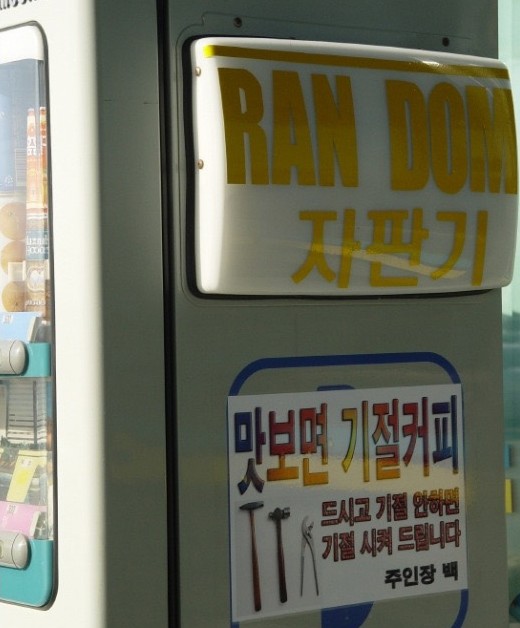 RAN DOM
자판기
맛보면 기절커피
드시고 기절 안하면
기절 시켜 드립니다
주인장 백